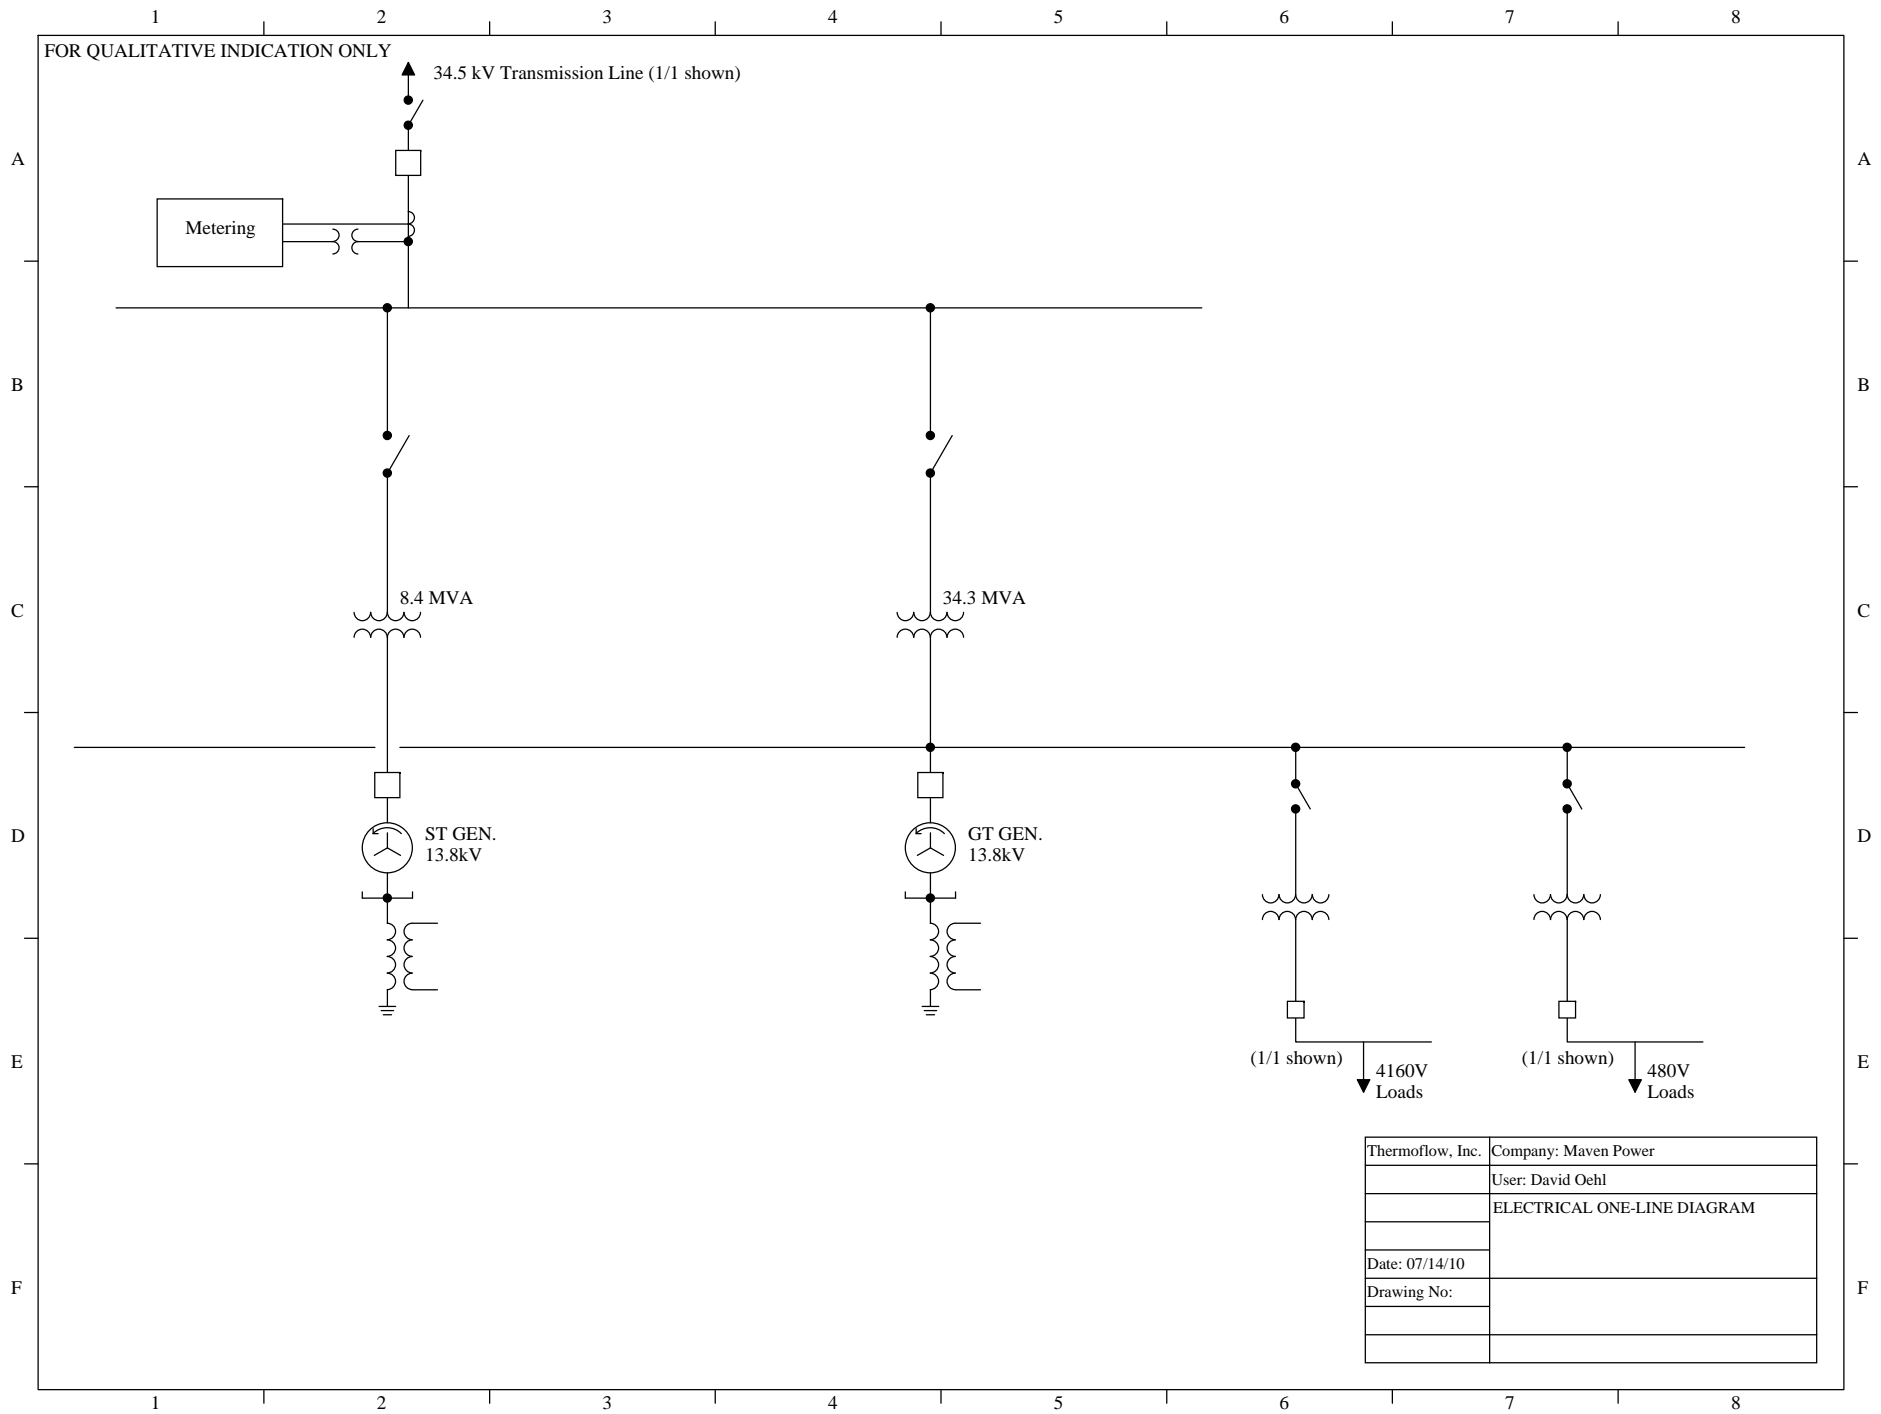 1 2 3 4 5 6 7 8
FOR QUALITATIVE INDICATION ONLY
34.5 kV Transmission Line (1/1 shown)
A A
Metering
B B
8.4 MVA 34.3 MVA
C C
ST GEN. GT GEN.
D D
13.8kV 13.8kV
(1/1 shown) (1/1 shown)
E E
4160V 480V
Loads Loads
Thermoflow, Inc. Company: Maven Power
User: David Oehl
ELECTRICAL ONE-LINE DIAGRAM
Date: 07/14/10
F F
Drawing No:
1 2 3 4 5 6 7 8